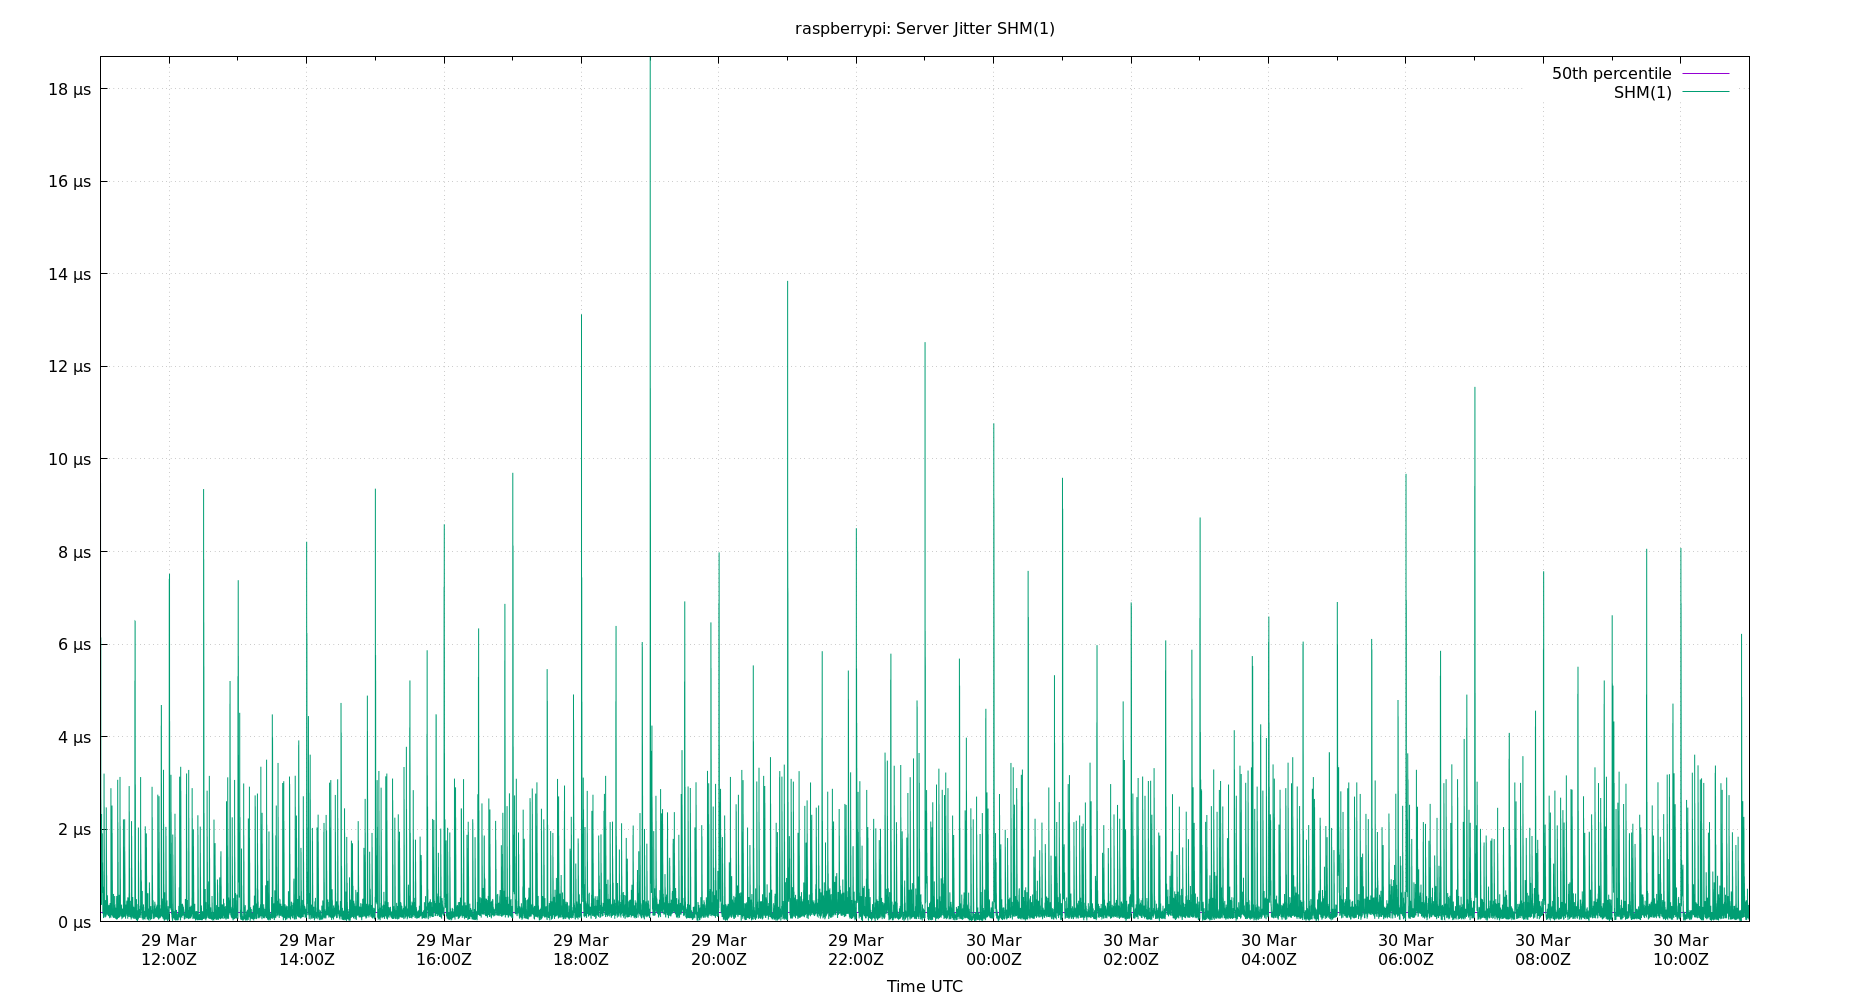 raspberrypi: Server Jitter SHM(1)
50th percentile
SHM(1)
18 µs
16 µs
14 µs
12 µs
10 µs
8 µs
6 µs
4 µs
2 µs
0 µs
29 Mar 29 Mar 29 Mar 29 Mar 29 Mar 29 Mar 30 Mar 30 Mar 30 Mar 30 Mar 30 Mar 30 Mar
12:00Z 14:00Z 16:00Z 18:00Z 20:00Z 22:00Z 00:00Z 02:00Z 04:00Z 06:00Z 08:00Z 10:00Z
Time UTC